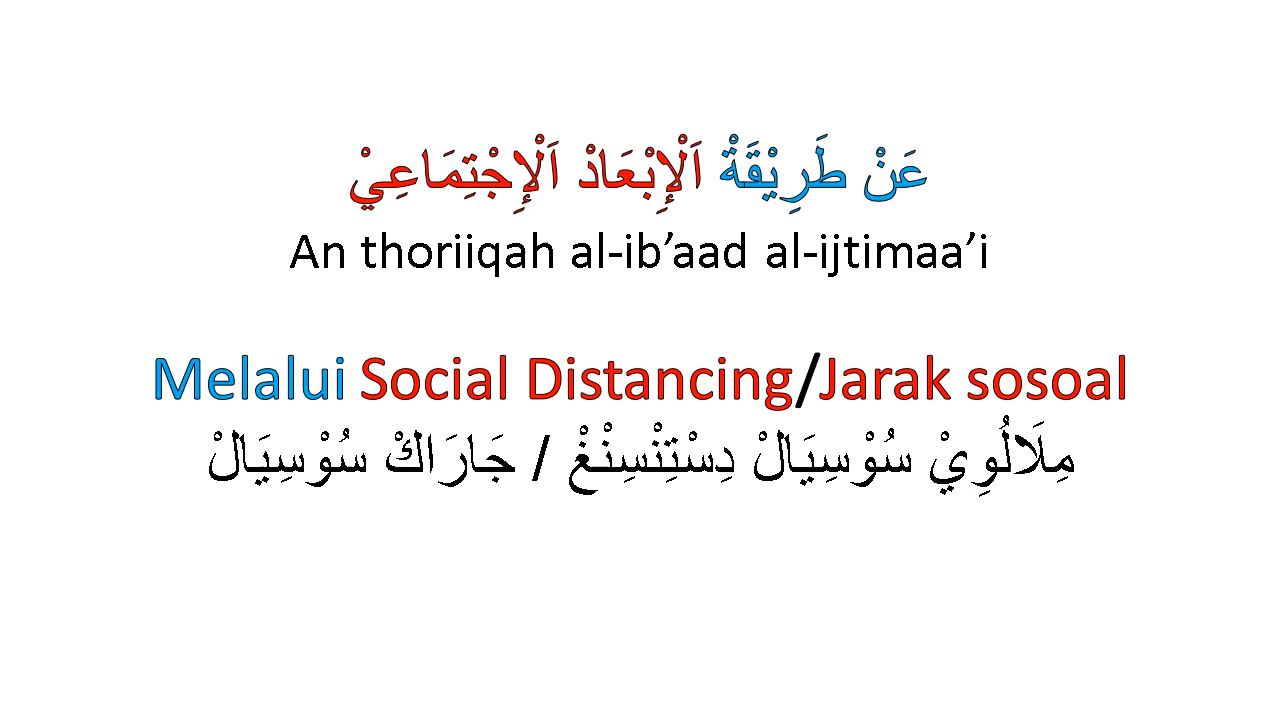 عَنْ طَرِيْقَةْ اَلْإِبْعَادْ اَلْإِجْتِمَاعِيْ
An thoriiqah al-ib’aad al-ijtimaa’i
Melalui Social Distancing/Jarak sosoal
مِلَالُوِيْ سُوْسِيَالْ دِسْتِنْسِنْغْ / جَارَاكْ سُوْسِيَالْ